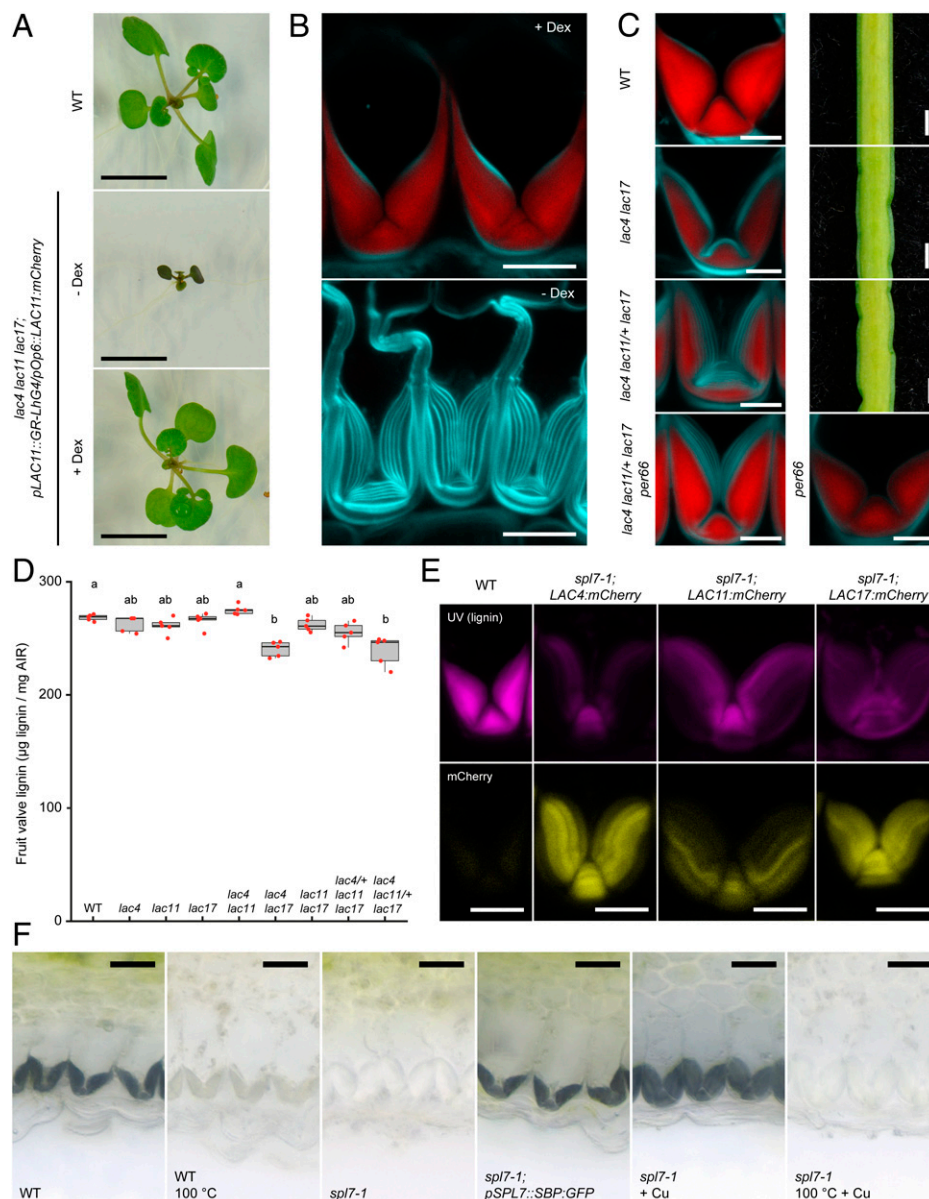 A
WT
lac4 lac11 lac17;
pLAC11::GR-LhG4/pOp6::LAC11:mCherry
- Dex
+ Dex
B
+ Dex
- Dex
C
WT
lac4 lac17
lac4 lac11/+ lac17
lac4 lac11/+ lac17
per66
per66
D
Fruit valve lignin (µg lignin / mg AIR)
300
200
100
0
a
ab
ab
ab
a
b
ab
ab
b
WT
lac4
lac11
lac17
lac4
lac11
lac4
lac17
lac11
lac17
lac4/+
lac11
lac17
lac4
lac11/+
lac17
E
WT
spl7-1;
LAC4:mCherry
spl7-1;
LAC11:mCherry
spl7-1;
LAC17:mCherry
UV (lignin)
mCherry
F
WT
WT
100 °C
spl7-1
spl7-1;
pSPL7::SBP:GFP
spl7-1
+ Cu
spl7-1
100 °C + Cu